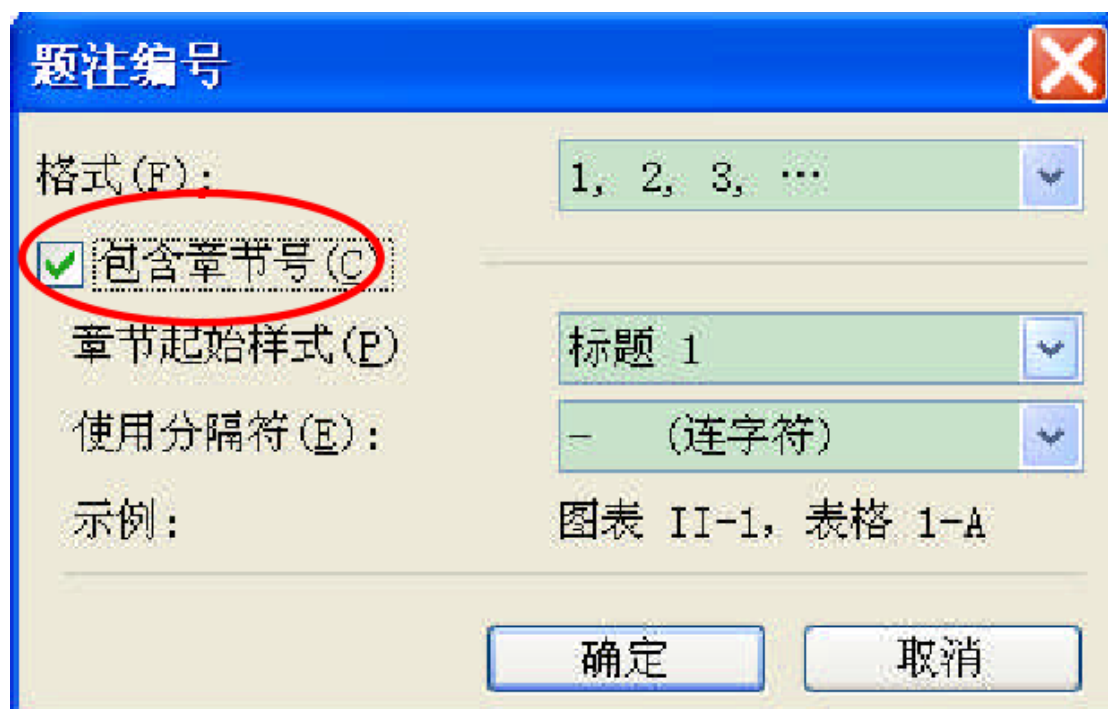 题注编号
格式(F): 1, 2, 3, …
包含章节号(C)
章节起始样式(P) 标题 1
使用分隔符(E): - (连字符)
示例: 图表 II-1, 表格 1-A
确定 取消